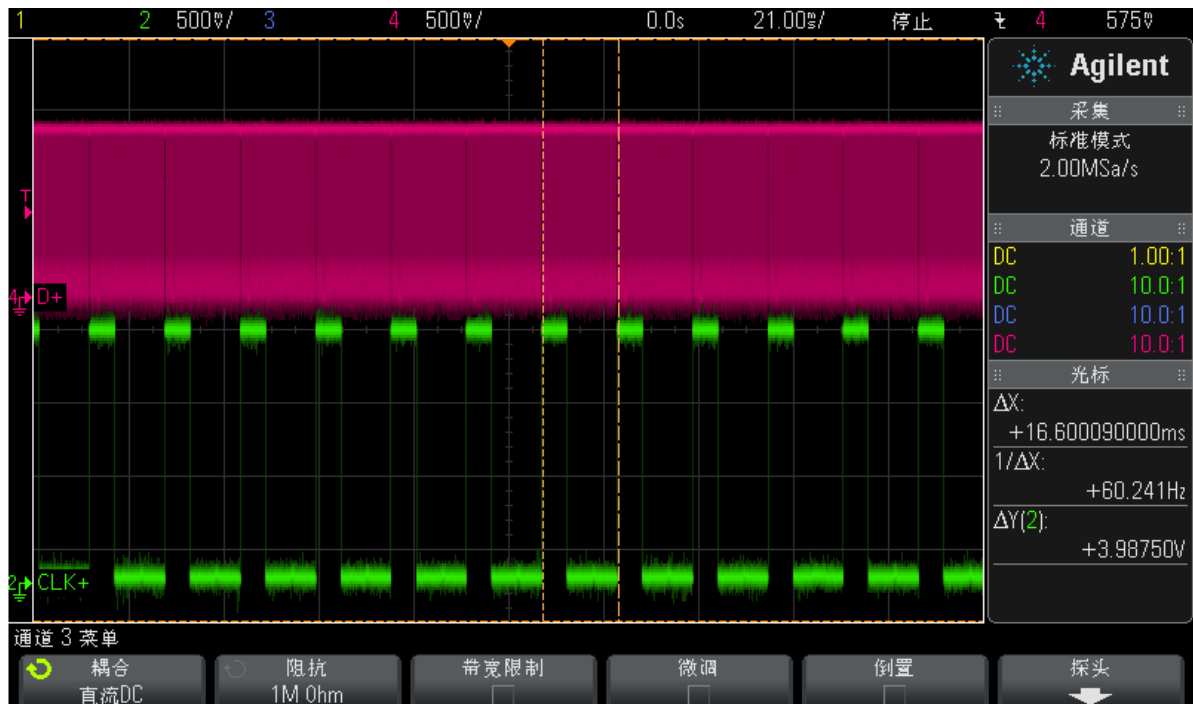 1 2 500mV/ 3 4 500mV/ 0.0s 21.00ms/ 停止 4 575mV
Agilent
采集
标准模式
2.00MSa/s
通道
DC 1.00:1
DC 10.0:1
DC 10.0:1
DC 10.0:1
光标
ΔX:
+16.600090000ms
1/ΔX:
+60.241Hz
ΔY(2):
+3.98750V
T
4 D+
2 CLK+
通道 3 菜单
耦合 阻抗 带宽限制 微调 倒置 探头
直流DC 1M Ohm